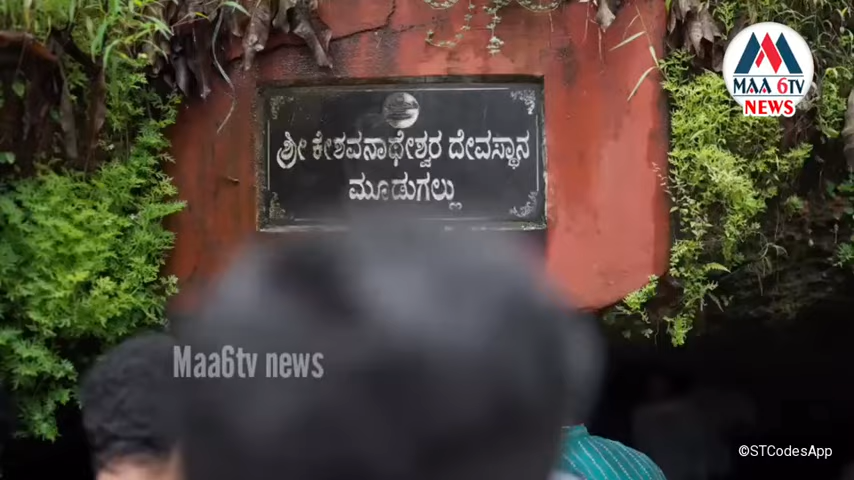 MAA 6TV
NEWS
ಶ್ರೀ ಕೇಶವನಾಥೇಶ್ವರ ದೇವಸ್ಥಾನ
ಮೂಡುಗಲ್ಲು
Maa6tv news
©STCodesApp